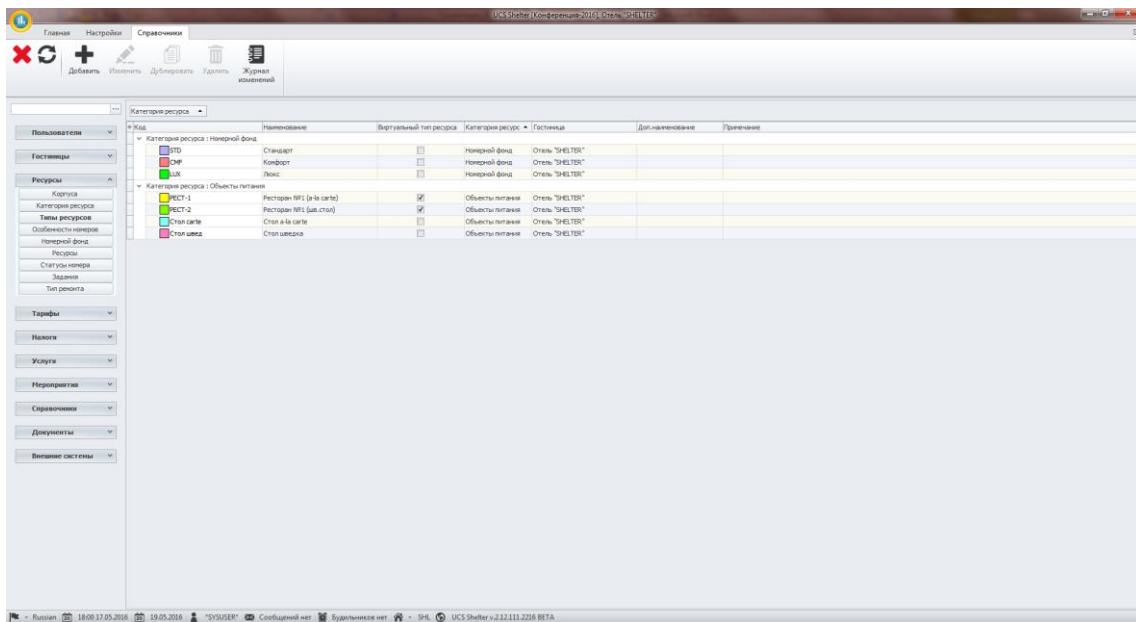 UCS Shelter [Конференция-2016]. Отель "SHELTER"
Главная Настройки Справочники
Добавить Изменить Дублировать Удалить Журнал изменений
Категория ресурса
Код Наименование Виртуальный тип ресурса Категория ресурс Гостиница Доп.наименование Примечание
Категория ресурса : Номерной фонд
STD Стандарт Номерной фонд Отель "SHELTER"
CMF Комфорт Номерной фонд Отель "SHELTER"
LUX Люкс Номерной фонд Отель "SHELTER"
Категория ресурса : Объекты питания
РЕСТ-1 Ресторан №1 (a-la carte) Объекты питания Отель "SHELTER"
РЕСТ-2 Ресторан №1 (шв.стол) Объекты питания Отель "SHELTER"
Стол carte Стол a-la carte Объекты питания Отель "SHELTER"
Стол швед Стол шведка Объекты питания Отель "SHELTER"
Пользователи
Гостиницы
Ресурсы
Корпуса
Категория ресурса
Типы ресурсов
Особенности номеров
Номерной фонд
Ресурсы
Статусы номера
Задания
Тип ремонта
Тарифы
Налоги
Услуги
Мероприятия
Справочники
Документы
Внешние системы
Russian 18:00 17.05.2016 19.05.2016 *SYSUSER* Сообщений нет Будильников нет - SHL UCS Shelter v.2.12.111.2216 BETA